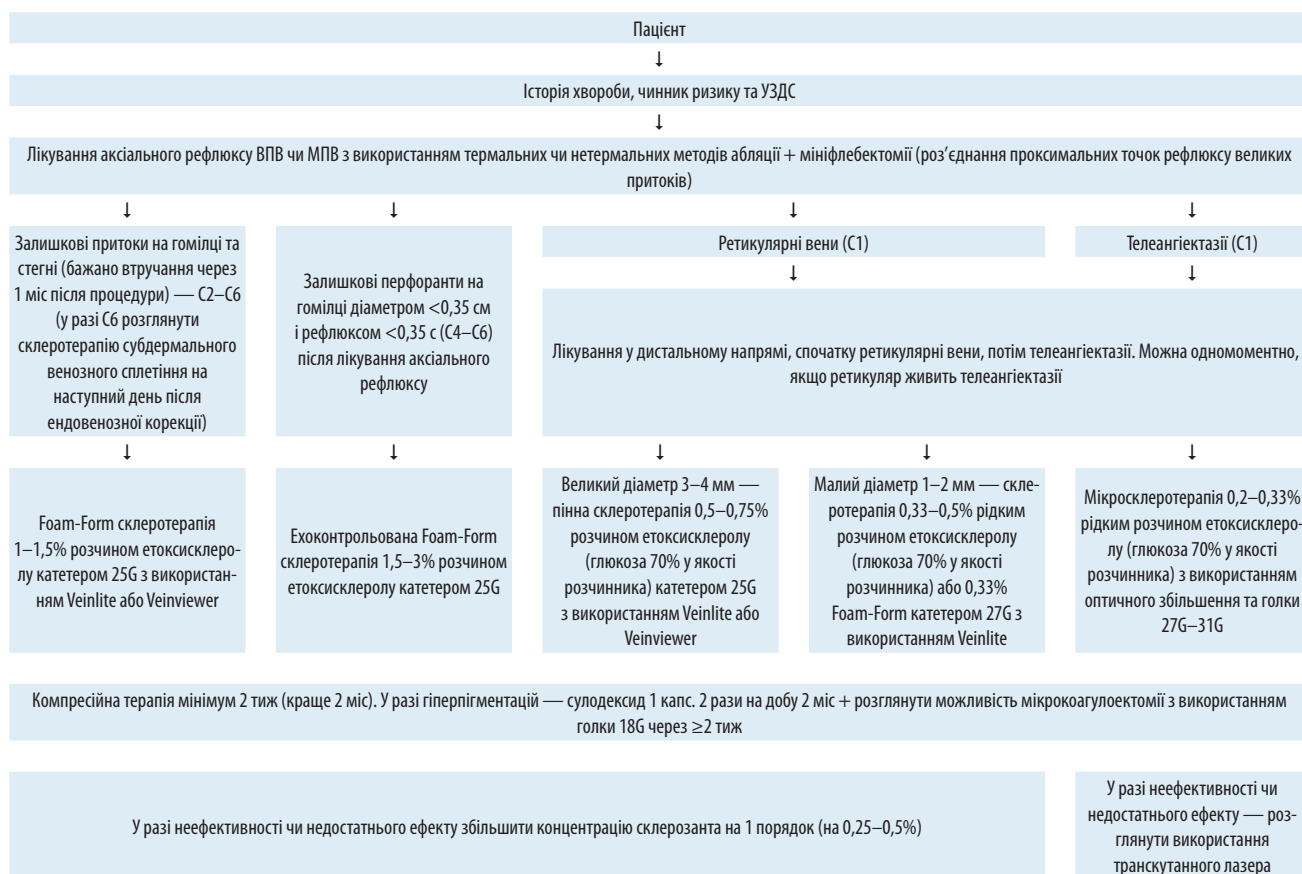 Пацієнт
↓
Історія хвороби, чинник ризику та УЗДС
↓
Лікування аксіального рефлюксу ВПВ чи МПВ з використанням термальних чи нетермальних методів абляції + мініфлебектомії (роз’єднання проксимальних точок рефлюксу великих
притоків)
↓ ↓ ↓ ↓
Залишкові притоки на гомілці та
стегні (бажано втручання через
1 міс після процедури) — С2–С6
(у разі С6 розглянути
склеротерапію субдермального
венозного сплетіння на
наступний день після
ендовенозної корекції)
Залишкові перфоранти на
гомілці діаметром <0,35 см
і рефлюксом <0,35 с (С4–С6)
після лікування аксіального
рефлюксу
Ретикулярні вени (С1)
Телеангіектазії (С1)
↓ ↓
Лікування у дистальному напрямі, спочатку ретикулярні вени, потім телеангіектазії. Можна одномоментно,
якщо ретикуляр живить телеангіектазії
↓ ↓ ↓ ↓ ↓
Foam-Form склеротерапія
1–1,5% розчином етоксисклеро-
лу катетером 25G з використан-
ням Veinlite або Veinviewer
Ехоконтрольована Foam-Form
склеротерапія 1,5–3% розчином
етоксисклеролу катетером 25G
Великий діаметр 3–4 мм —
пінна склеротерапія 0,5–0,75%
розчином етоксисклеролу
(глюкоза 70% у якості
розчинника) катетером 25G
з використанням Veinlite або
Veinviewer
Малий діаметр 1–2 мм — скле-
ротерапія 0,33–0,5% рідким
розчином етоксисклеролу
(глюкоза 70% у якості
розчинника) або 0,33%
Foam-Form катетером 27G з
використанням Veinlite
Мікросклеротерапія 0,2–0,33%
рідким розчином етоксисклеро-
лу (глюкоза 70% у якості
розчинника) з використанням
оптичного збільшення та голки
27G–31G
Компресійна терапія мінімум 2 тиж (краще 2 міс). У разі гіперпігментацій — сулодексид 1 капс. 2 рази на добу 2 міс + розглянути можливість мікрокоагулоектомії з використанням
голки 18G через ≥2 тиж
У разі неефективності чи недостатнього ефекту збільшити концентрацію склерозанта на 1 порядок (на 0,25–0,5%)
У разі неефективності чи
недостатнього ефекту — роз-
глянути використання
транскутанного лазера